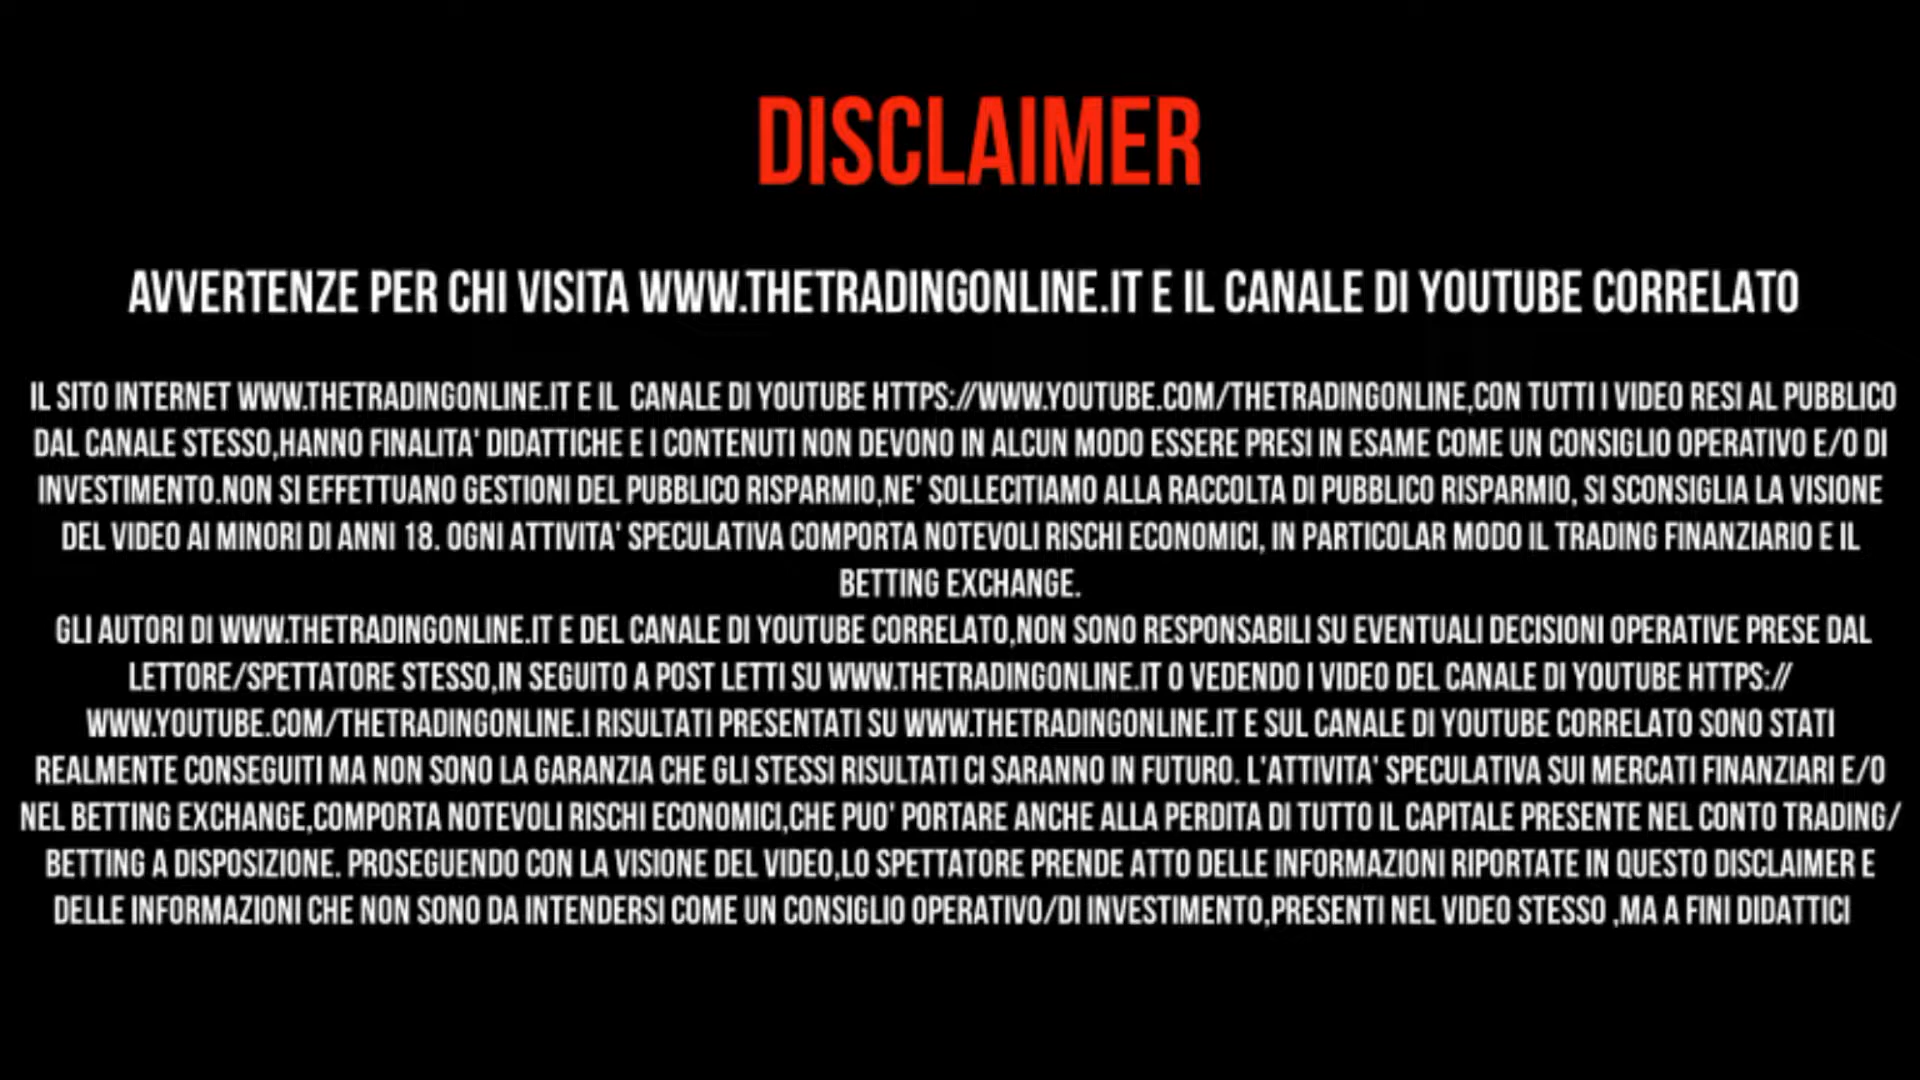 DISCLAIMER
AVVERTENZE PER CHI VISITA WWW.THETRADINGONLINE.IT E IL CANALE DI YOUTUBE CORRELATO
IL SITO INTERNET WWW.THETRADINGONLINE.IT E IL CANALE DI YOUTUBE HTTPS://WWW.YOUTUBE.COM/THETRADINGONLINE,CON TUTTI I VIDEO RESI AL PUBBLICO
DAL CANALE STESSO,HANNO FINALITA' DIDATTICHE E I CONTENUTI NON DEVONO IN ALCUN MODO ESSERE PRESI IN ESAME COME UN CONSIGLIO OPERATIVO E/O DI
INVESTIMENTO.NON SI EFFETTUANO GESTIONI DEL PUBBLICO RISPARMIO,NE' SOLLECITIAMO ALLA RACCOLTA DI PUBBLICO RISPARMIO, SI SCONSIGLIA LA VISIONE
DEL VIDEO AI MINORI DI ANNI 18. OGNI ATTIVITA' SPECULATIVA COMPORTA NOTEVOLI RISCHI ECONOMICI, IN PARTICOLAR MODO IL TRADING FINANZIARIO E IL
BETTING EXCHANGE.
GLI AUTORI DI WWW.THETRADINGONLINE.IT E DEL CANALE DI YOUTUBE CORRELATO,NON SONO RESPONSABILI SU EVENTUALI DECISIONI OPERATIVE PRESE DAL
LETTORE/SPETTATORE STESSO,IN SEGUITO A POST LETTI SU WWW.THETRADINGONLINE.IT O VEDENDO I VIDEO DEL CANALE DI YOUTUBE HTTPS://
WWW.YOUTUBE.COM/THETRADINGONLINE.I RISULTATI PRESENTATI SU WWW.THETRADINGONLINE.IT E SUL CANALE DI YOUTUBE CORRELATO SONO STATI
REALMENTE CONSEGUITI MA NON SONO LA GARANZIA CHE GLI STESSI RISULTATI CI SARANNO IN FUTURO. L'ATTIVITA' SPECULATIVA SUI MERCATI FINANZIARI E/O
NEL BETTING EXCHANGE,COMPORTA NOTEVOLI RISCHI ECONOMICI,CHE PUO' PORTARE ANCHE ALLA PERDITA DI TUTTO IL CAPITALE PRESENTE NEL CONTO TRADING/
BETTING A DISPOSIZIONE. PROSEGUENDO CON LA VISIONE DEL VIDEO,LO SPETTATORE PRENDE ATTO DELLE INFORMAZIONI RIPORTATE IN QUESTO DISCLAIMER E
DELLE INFORMAZIONI CHE NON SONO DA INTENDERSI COME UN CONSIGLIO OPERATIVO/DI INVESTIMENTO,PRESENTI NEL VIDEO STESSO ,MA A FINI DIDATTICI